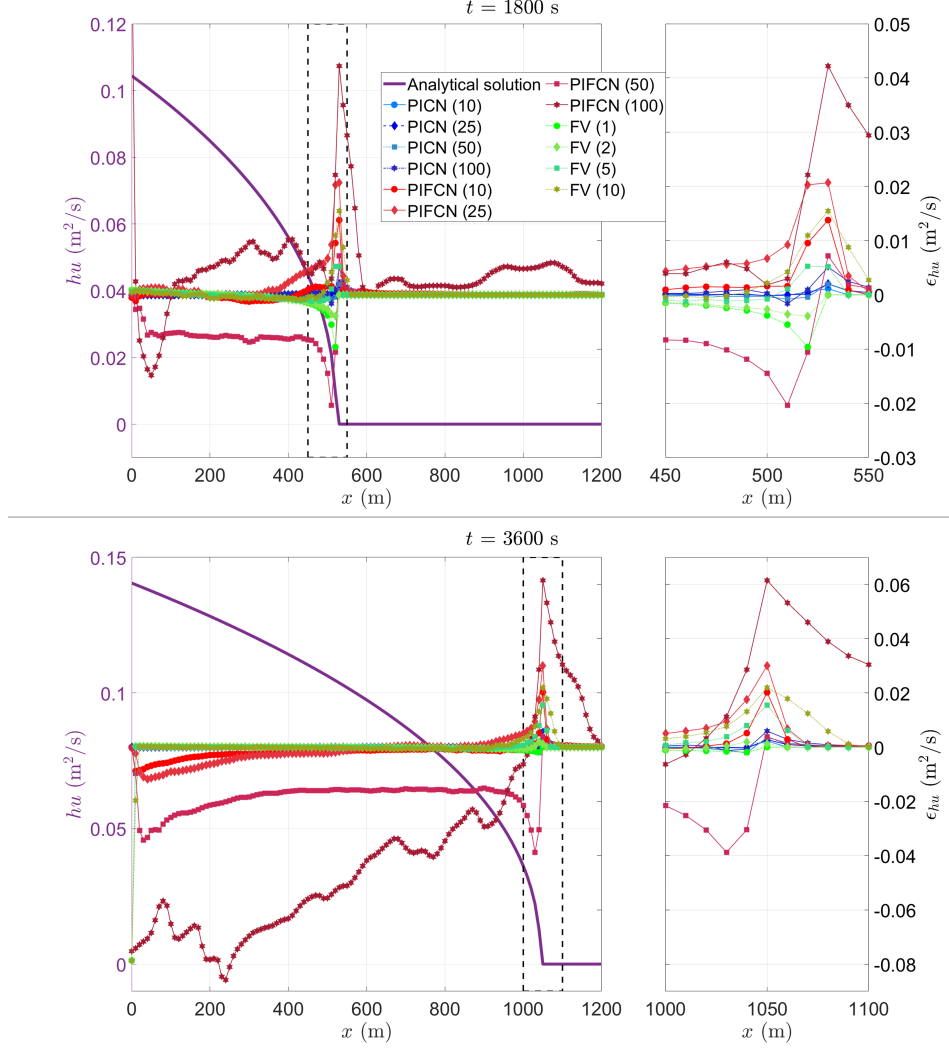 t = 1800 s
0.12
0.1
0.08
0.06
0.04
0.02
0
hu (m²/s)
0 200 400 600 800 1000 1200
x (m)
Analytical solution
PICN (10)
PICN (25)
PICN (50)
PICN (100)
PIFCN (10)
PIFCN (25)
PIFCN (50)
PIFCN (100)
FV (1)
FV (2)
FV (5)
FV (10)
0.05
0.04
0.03
0.02
0.01
0
-0.01
-0.02
-0.03
ϵhu (m²/s)
450 500 550
x (m)
t = 3600 s
0.15
0.1
0.05
0
hu (m²/s)
0 200 400 600 800 1000 1200
x (m)
0.06
0.04
0.02
0
-0.02
-0.04
-0.06
-0.08
ϵhu (m²/s)
1000 1050 1100
x (m)